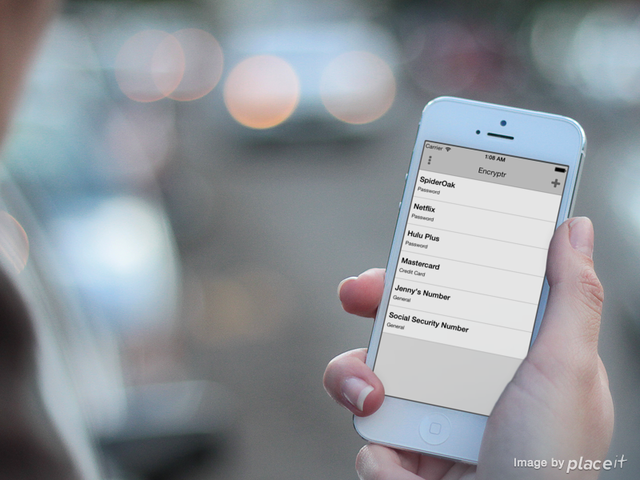 Carrier 1:08 AM
Encryptr
SpiderOak
Password
Netflix
Password
Hulu Plus
Password
Mastercard
Credit Card
Jenny's Number
General
Social Security Number
General
Image by placeit